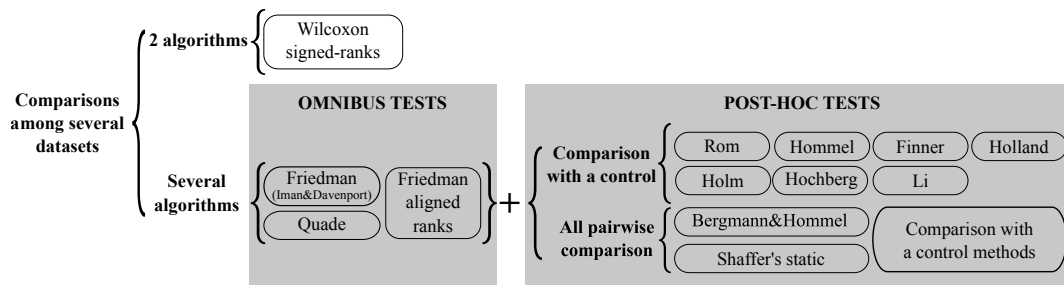 Comparisons
among several
datasets
2 algorithms
Wilcoxon
signed-ranks
Several
algorithms
OMNIBUS TESTS
Friedman
(Iman&Davenport)
Quade
Friedman
aligned
ranks
+
POST-HOC TESTS
Comparison
with a control
Rom
Hommel
Finner
Holland
Holm
Hochberg
Li
All pairwise
comparison
Bergmann&Hommel
Shaffer's static
Comparison with
a control methods